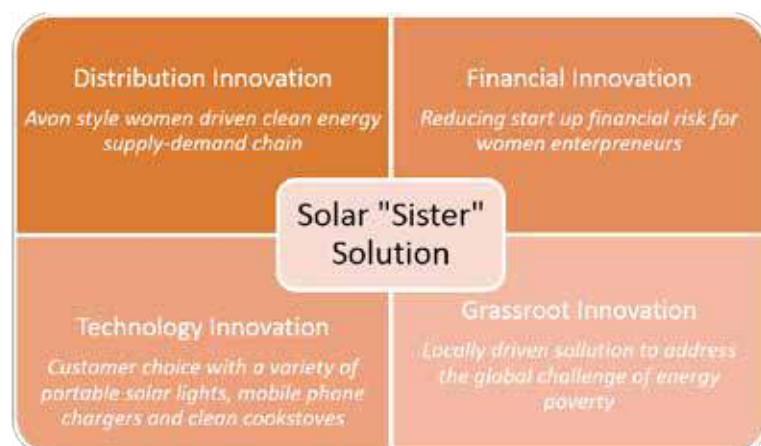 Distribution Innovation
Avon style women driven clean energy
supply-demand chain
Financial Innovation
Reducing start up financial risk for
women enterpreneurs
Solar "Sister"
Solution
Technology Innovation
Customer choice with a variety of
portable solar lights, mobile phone
chargers and clean cookstoves
Grassroot Innovation
Locally driven sollution to address
the global challenge of energy
poverty